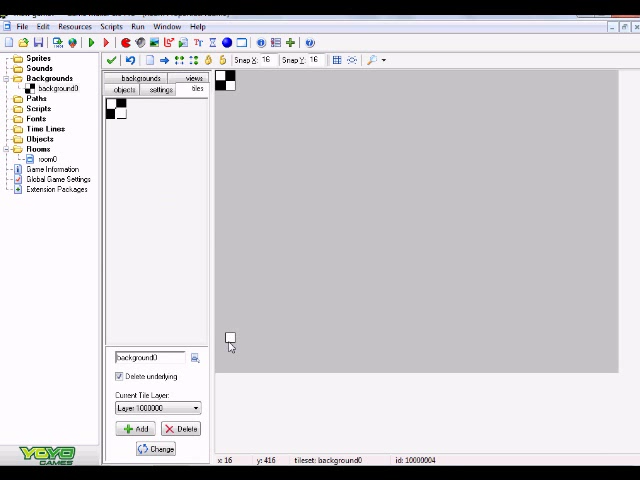 File Edit Resources Scripts Run Window Help
Snap X: 16 Snap Y: 16
Sprites
Sounds
Backgrounds
background0
Paths
Scripts
Fonts
Time Lines
Objects
Rooms
room0
Game Information
Global Game Settings
Extension Packages
backgrounds views
objects settings tiles
background0
Delete underlying
Current Tile Layer:
Layer 1000000
Add Delete
Change
YOYO
GAMES
x: 16 y: 416 tileset: background0 id: 10000004